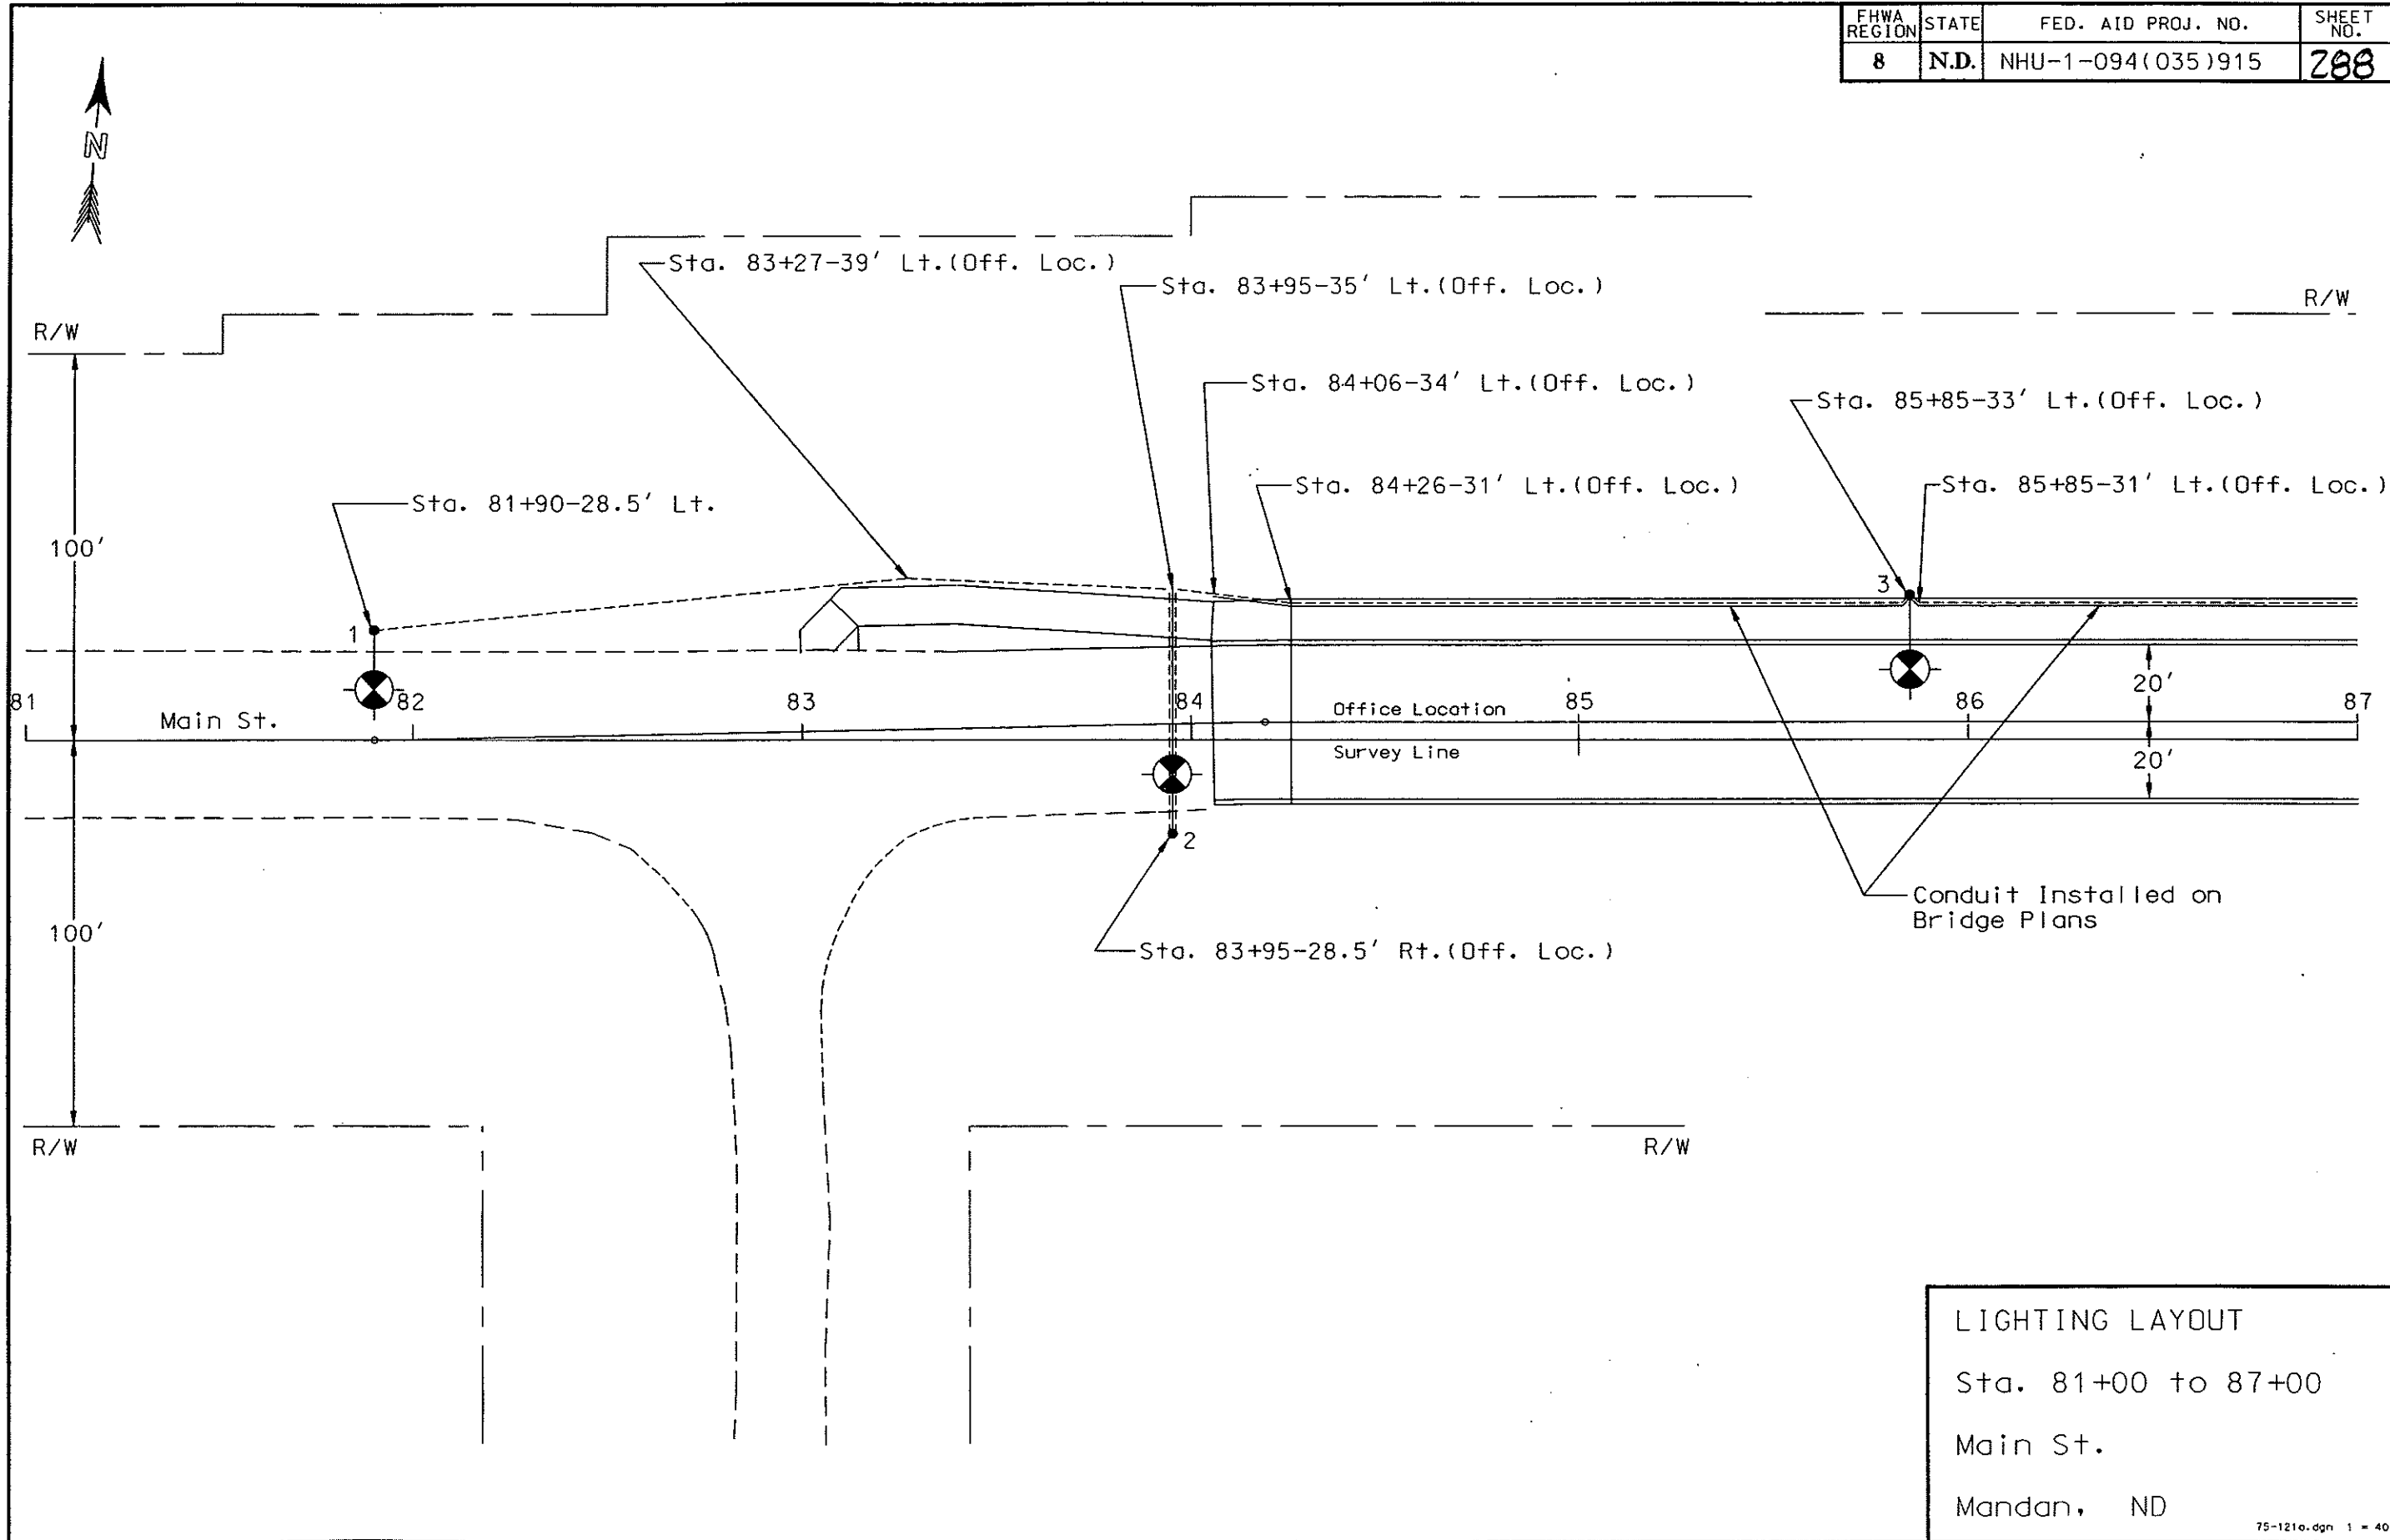 FHWA REGION STATE FED. AID PROJ. NO. SHEET NO.
8 N.D. NHU-1-094(035)915 288
N
Sta. 83+27-39' Lt.(Off. Loc.)
Sta. 83+95-35' Lt.(Off. Loc.)
R/W
R/W
Sta. 84+06-34' Lt.(Off. Loc.)
Sta. 85+85-33' Lt.(Off. Loc.)
Sta. 81+90-28.5' Lt.
Sta. 84+26-31' Lt.(Off. Loc.)
Sta. 85+85-31' Lt.(Off. Loc.)
100'
3
1
20'
81 82 83 84 85 86 87
Main St.
Office Location
Survey Line
20'
2
Conduit Installed on
Bridge Plans
100'
Sta. 83+95-28.5' Rt.(Off. Loc.)
R/W
R/W
LIGHTING LAYOUT
Sta. 81+00 to 87+00
Main St.
Mandan, ND
75-121a.dgn 1 = 40